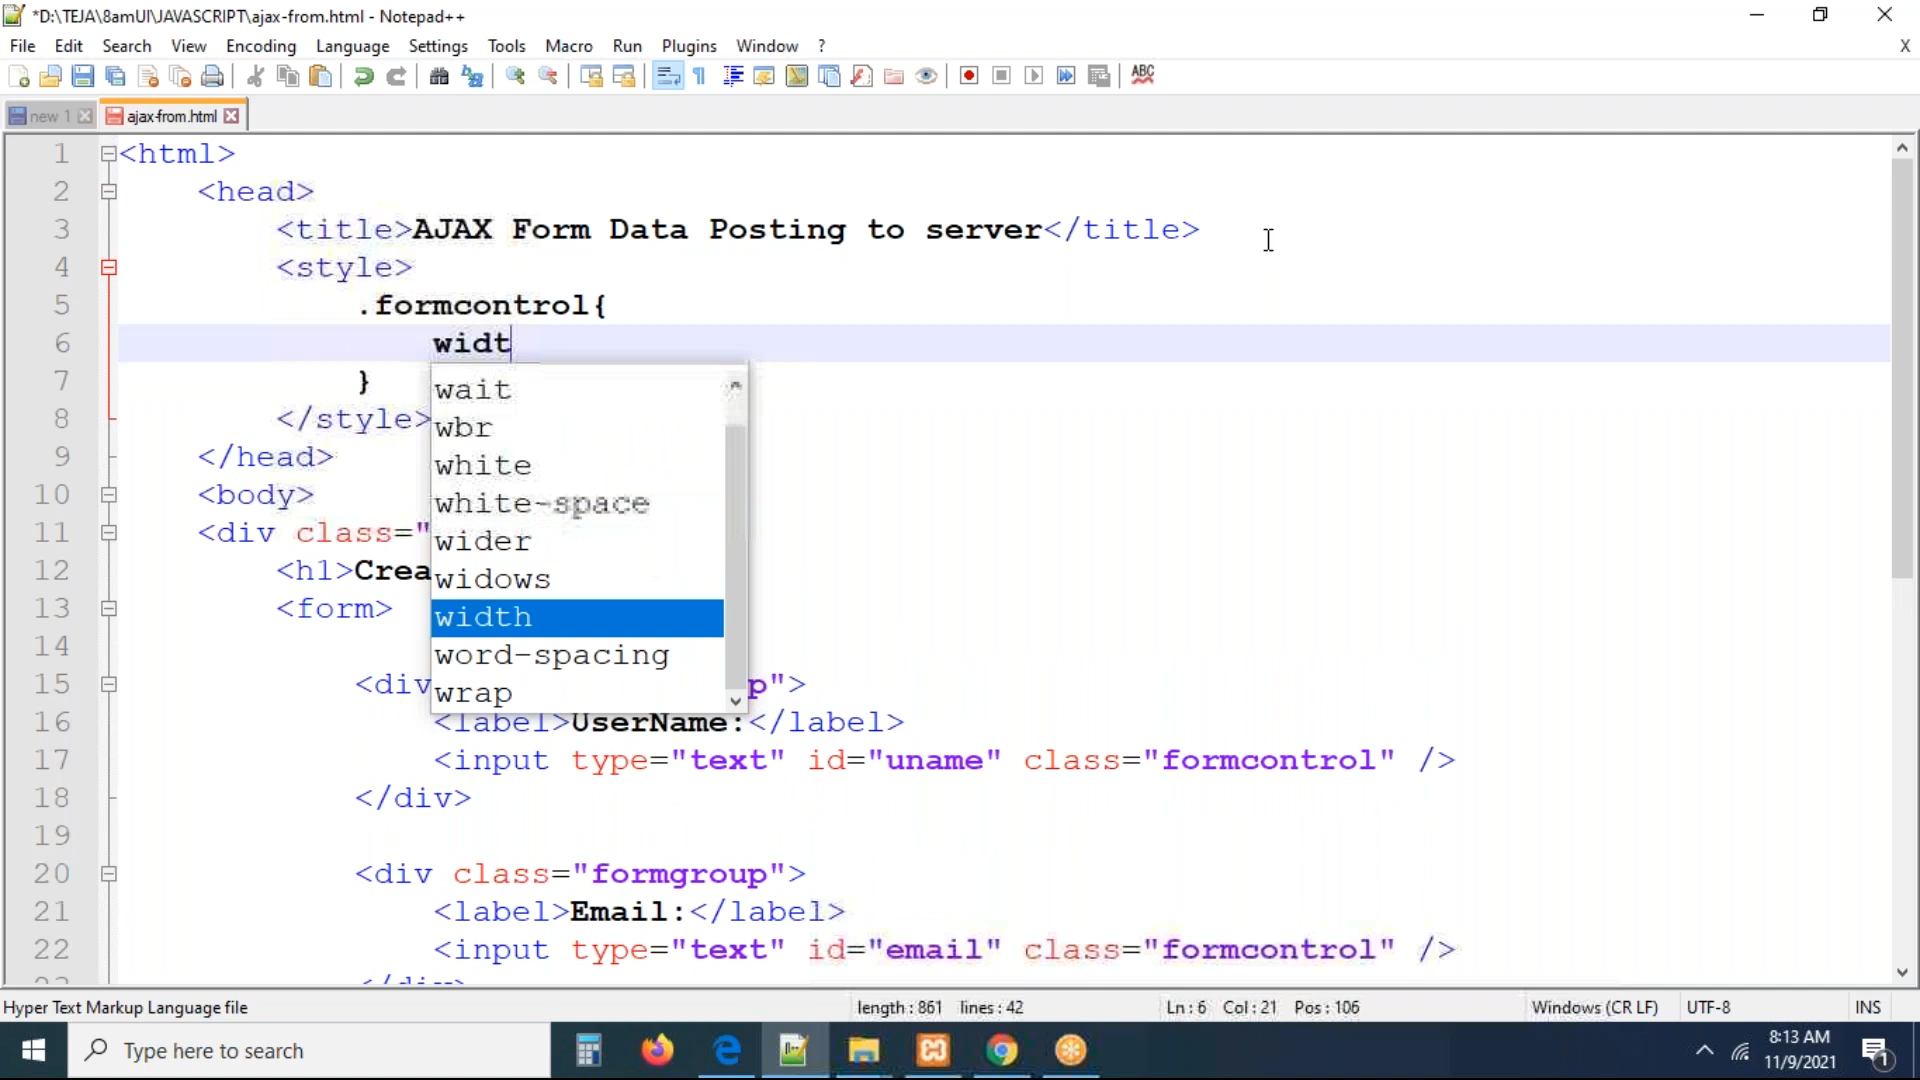 *D:\TEJA\8amUI\JAVASCRIPT\ajax-from.html - Notepad++
File Edit Search View Encoding Language Settings Tools Macro Run Plugins Window ? X
ABC
new 1 ajax-from.html
1 <html>
2 <head>
3 <title>AJAX Form Data Posting to server</title>
4 <style>
5 .formcontrol{
6 widt
7 }
8 </style>
9 </head>
10 <body>
11 <div class="
12 <h1>Crea
13 <form>
14
15 <div p">
16 <label>UserName:</label>
17 <input type="text" id="uname" class="formcontrol" />
18 </div>
19
20 <div class="formgroup">
21 <label>Email:</label>
22 <input type="text" id="email" class="formcontrol" />
wait
wbr
white
white-space
wider
widows
width
word-spacing
wrap
Hyper Text Markup Language file length : 861 lines : 42 Ln : 6 Col : 21 Pos : 106 Windows (CR LF) UTF-8 INS
Type here to search
8:13 AM
11/9/2021
1